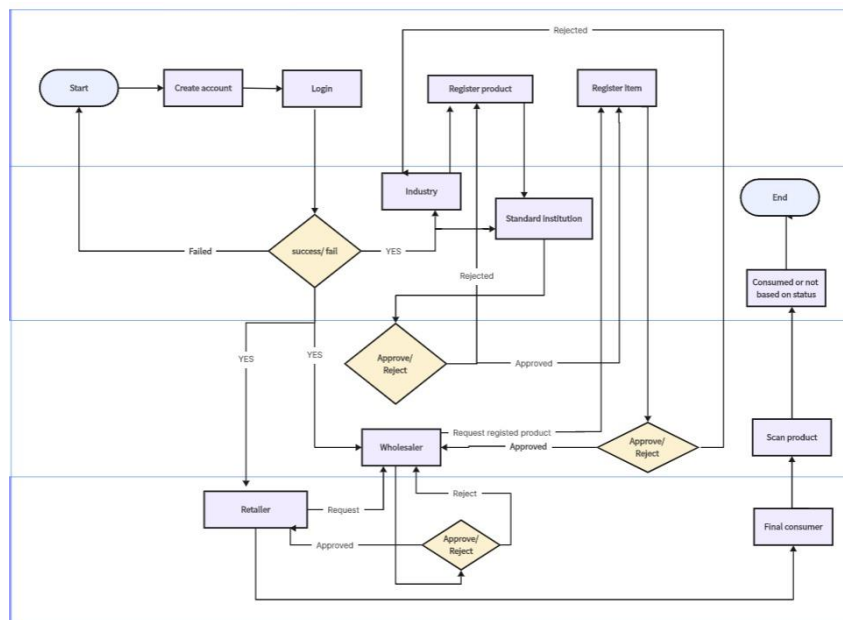 Rejected
Start
Create account
Login
Register product
Register Item
Industry
Standard institution
End
success/ fail
Failed
YES
Rejected
Consumed or not
based on status
YES
YES
Approve/
Reject
Approved
Request registed product
Wholesaler
Approved
Approve/
Reject
Scan product
Reject
Retailer
Request
Final consumer
Approved
Approve/
Reject